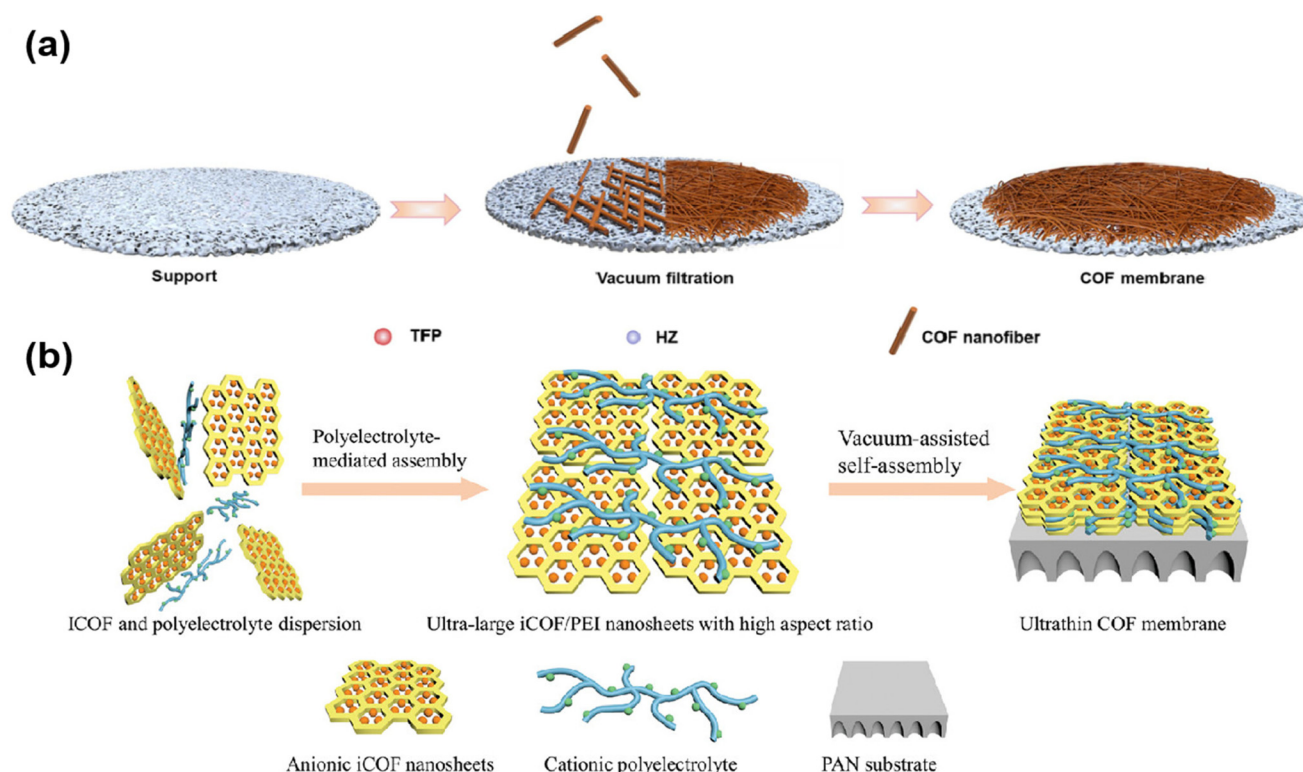 (a)
Support
Vacuum filtration
COF membrane
TFP
HZ
COF nanofiber
(b)
Polyelectrolyte-
mediated assembly
Vacuum-assisted
self-assembly
ICOF and polyelectrolyte dispersion
Ultra-large iCOF/PEI nanosheets with high aspect ratio
Ultrathin COF membrane
Anionic iCOF nanosheets
Cationic polyelectrolyte
PAN substrate